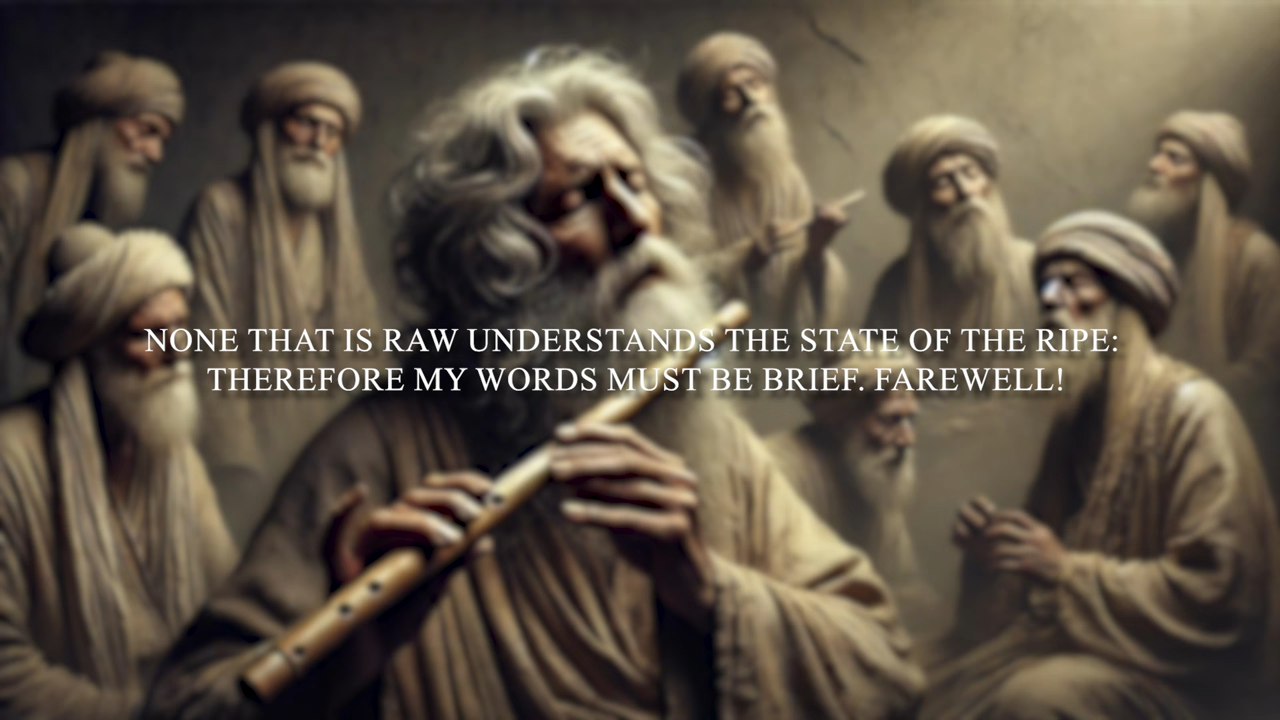 NONE THAT IS RAW UNDERSTANDS THE STATE OF THE RIPE:
THEREFORE MY WORDS MUST BE BRIEF. FAREWELL!